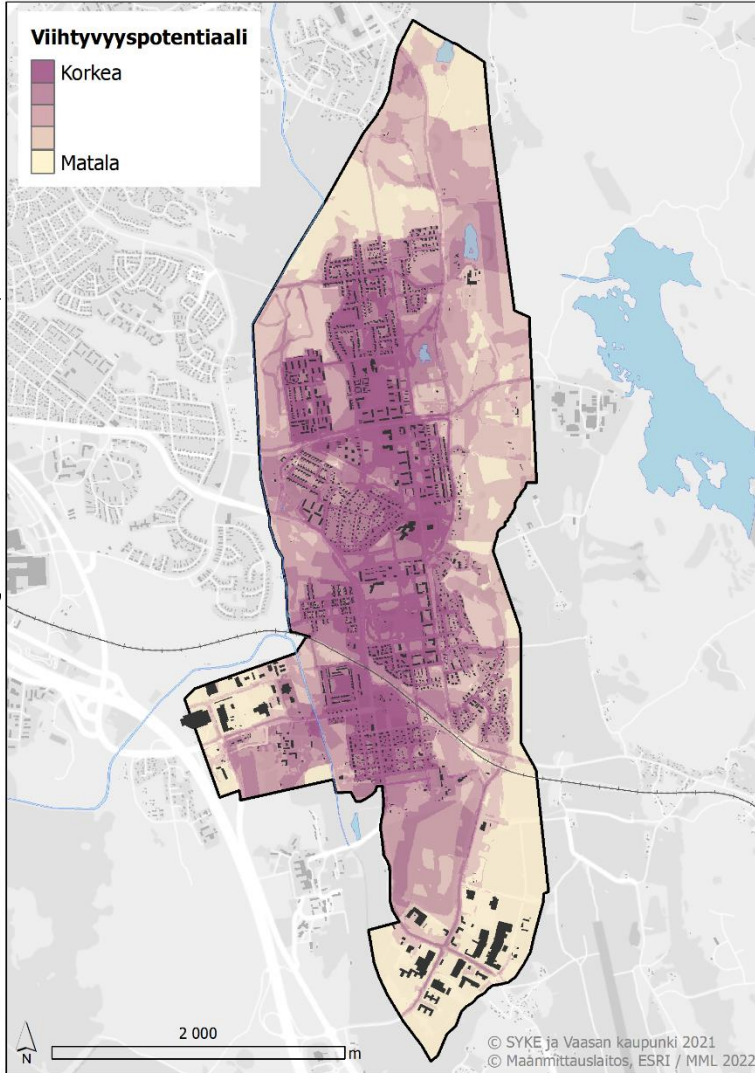 Viihtyvyyspotentiaali
Korkea
Matala
N
2 000
m
© SYKE ja Vaasan kaupunki 2021
© Maanmittauslaitos, ESRI / MML 2022